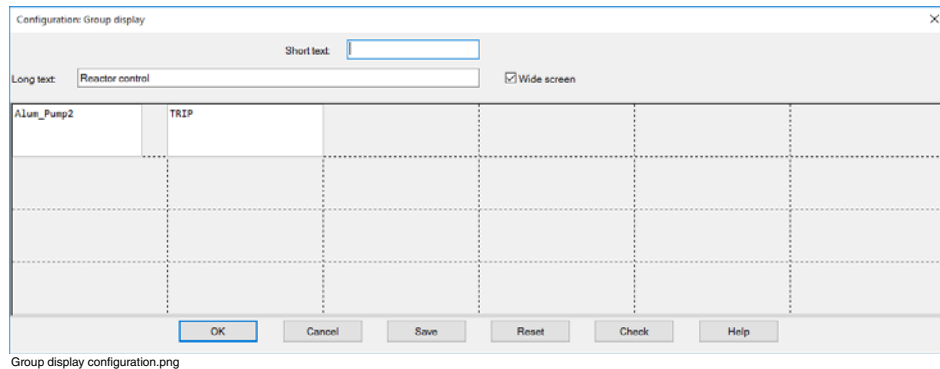 Configuration: Group display
Short text:
Long text: Reactor control Wide screen
Alum_Pump2 TRIP
OK Cancel Save Reset Check Help
Group display configuration.png